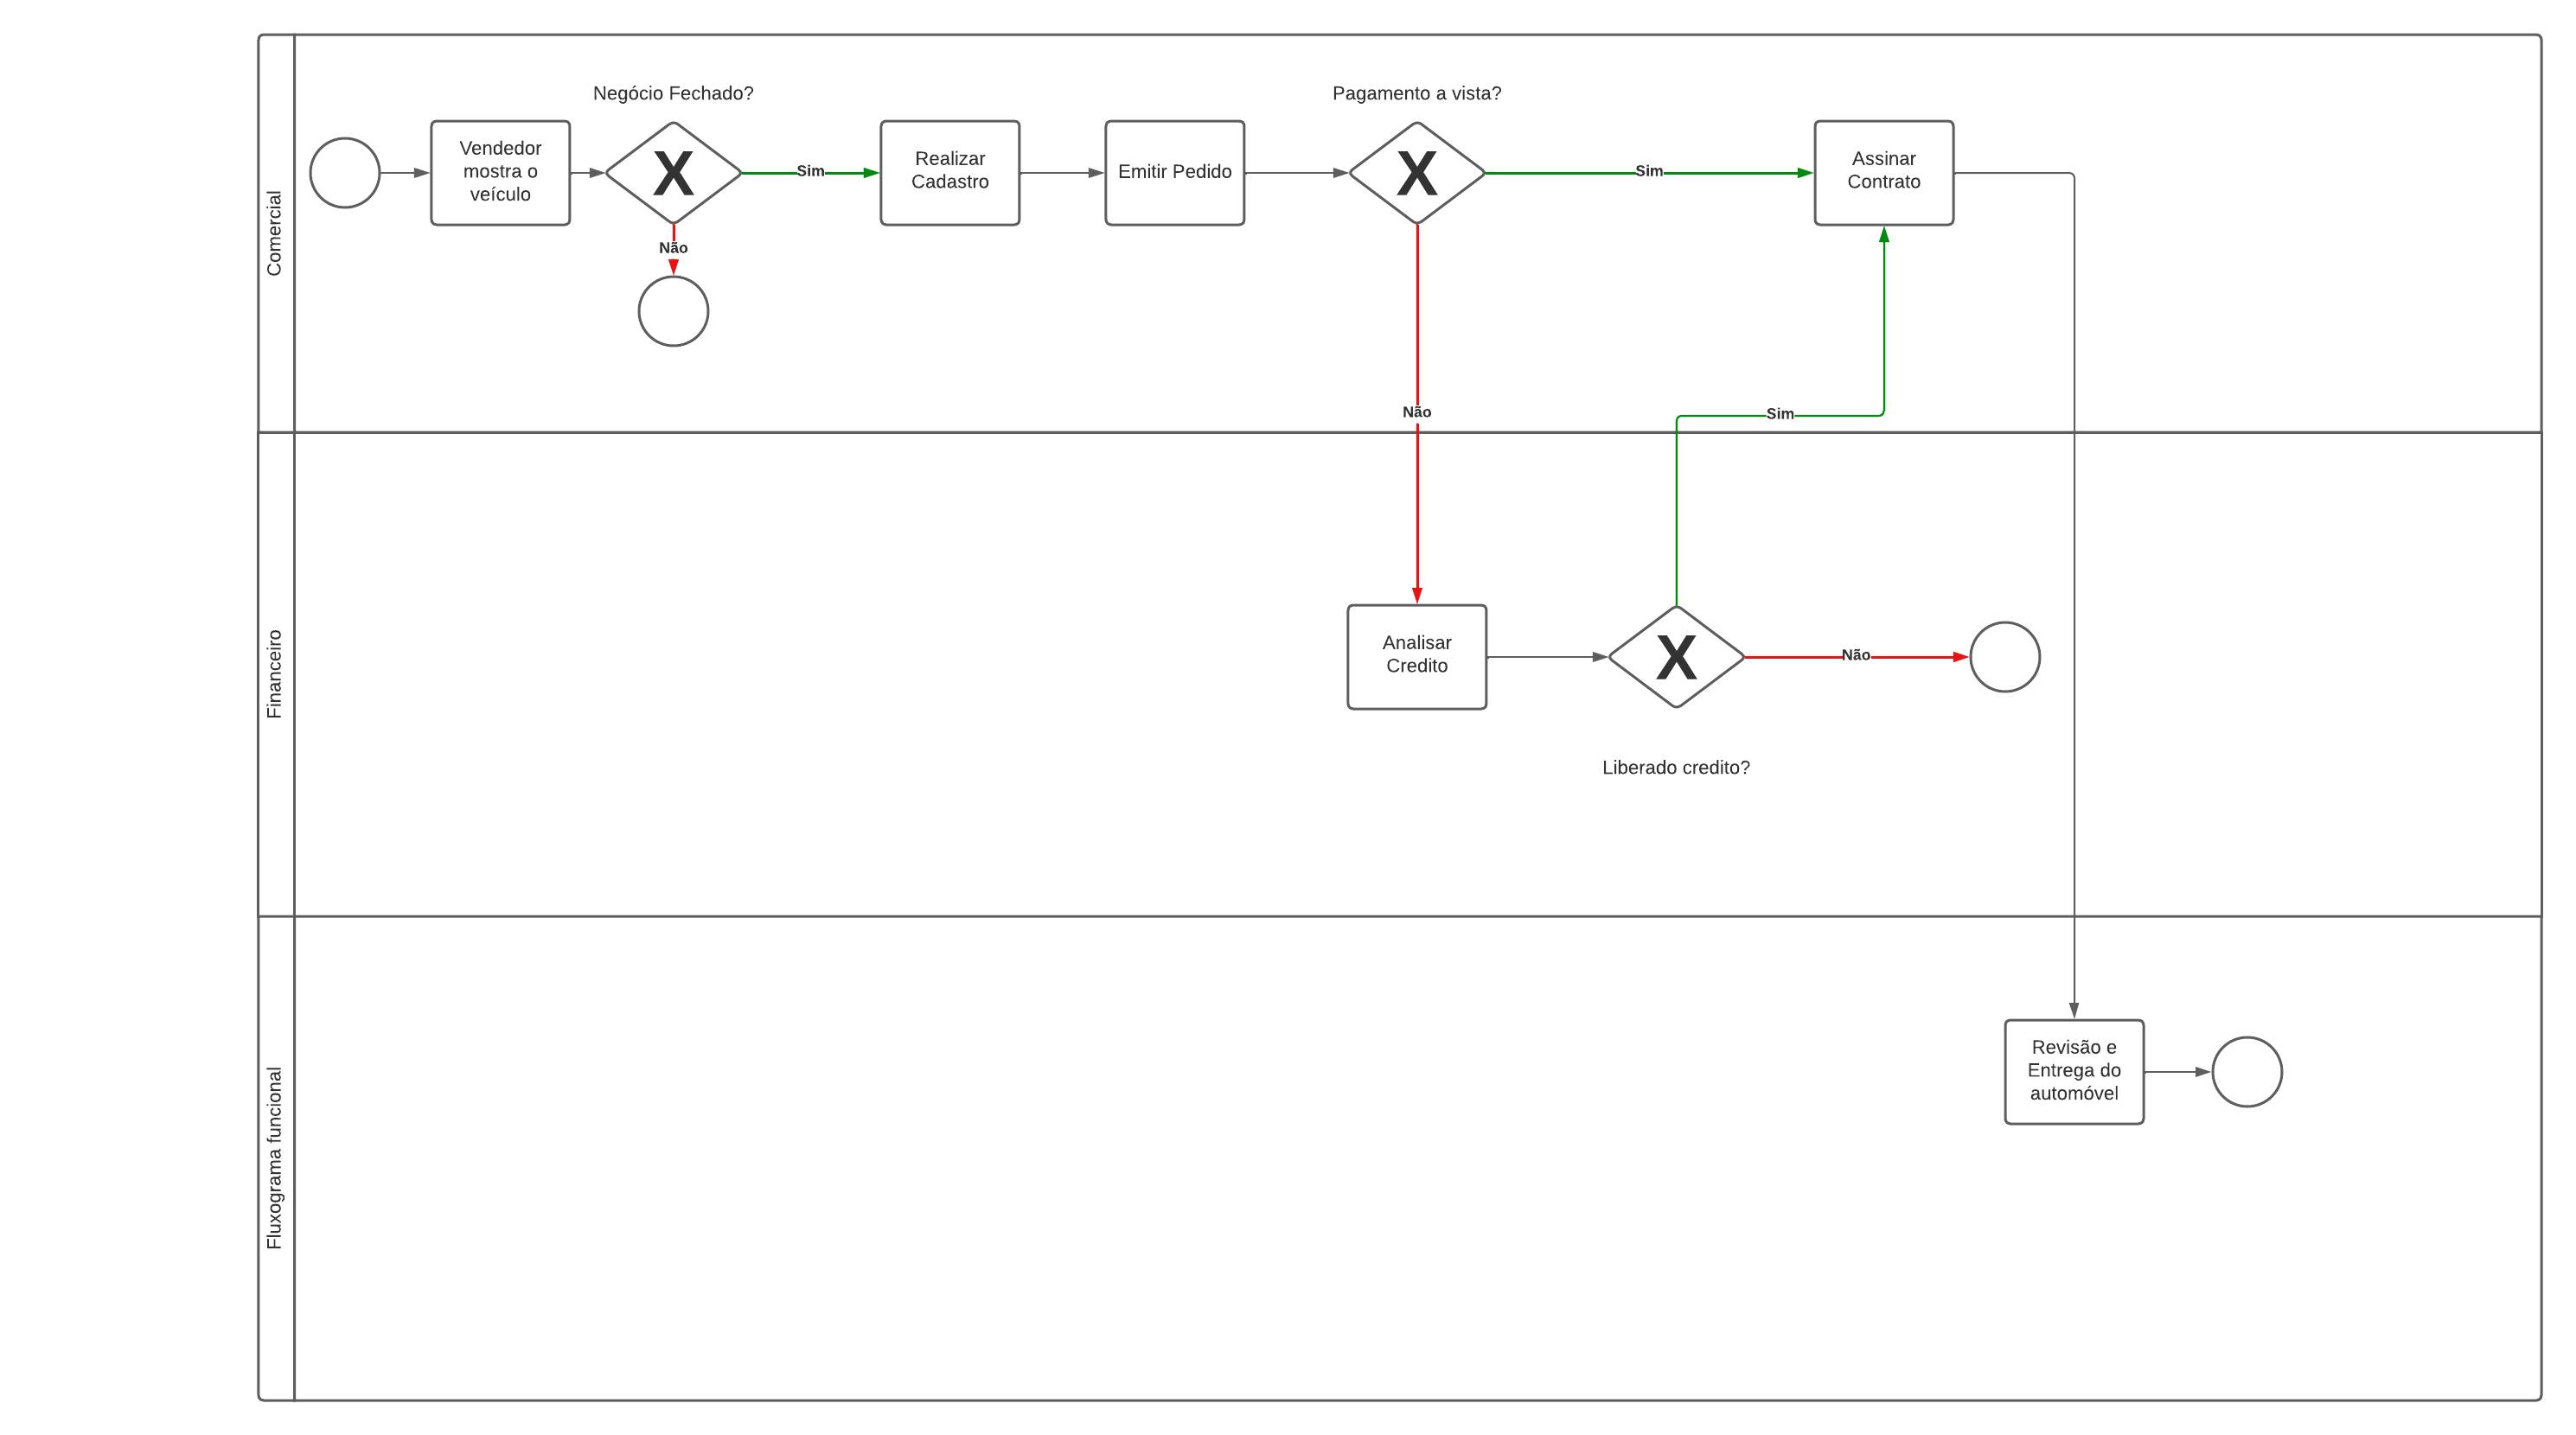 Comercial
Negócio Fechado?
Pagamento a vista?
Vendedor
mostra o
veículo
X
Sim
Realizar
Cadastro
Emitir Pedido
X
Sim
Assinar
Contrato
Não
Não
Sim
Financeiro
Analisar
Credito
X
Não
Liberado credito?
Fluxograma funcional
Revisão e
Entrega do
automóvel